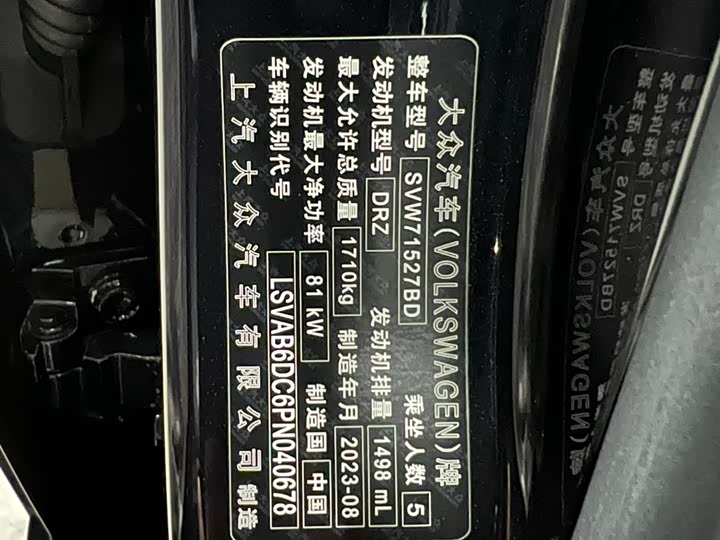 大众汽车(VOLKSWAGEN)牌
整车型号 SVW71527BD 乘坐人数 5
发动机型号 DRZ 发动机排量 1498 mL
最大允许总质量 1710kg 制造年月 2023-08
发动机最大净功率 81 kW 制造国 中国
车辆识别代号 LSVAB6DC6PN040678
上汽大众汽车有限公司 制造